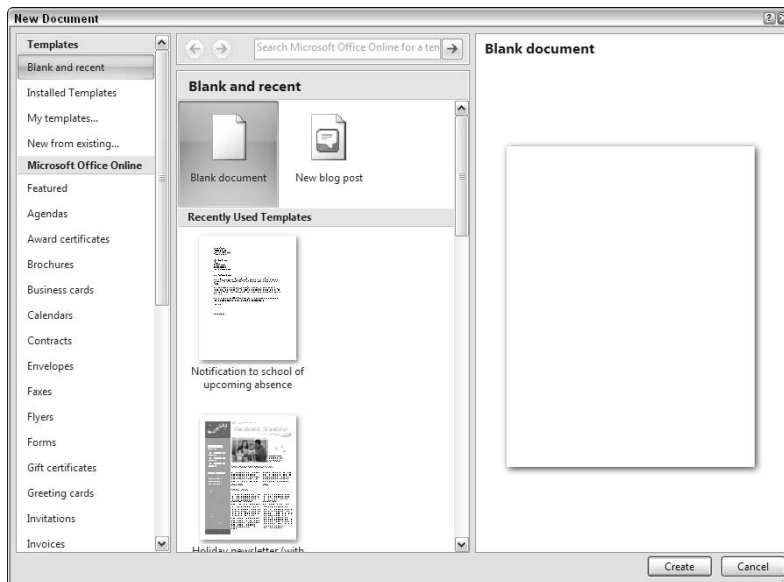 New Document
Templates
Blank and recent
Installed Templates
My templates...
New from existing...
Microsoft Office Online
Featured
Agendas
Award certificates
Brochures
Business cards
Calendars
Contracts
Envelopes
Faxes
Flyers
Forms
Gift certificates
Greeting cards
Invitations
Invoices
Search Microsoft Office Online for a ten
Blank and recent
Blank document
New blog post
Recently Used Templates
Notification to school of
upcoming absence
Holiday newsletter (with
Blank document
Create
Cancel